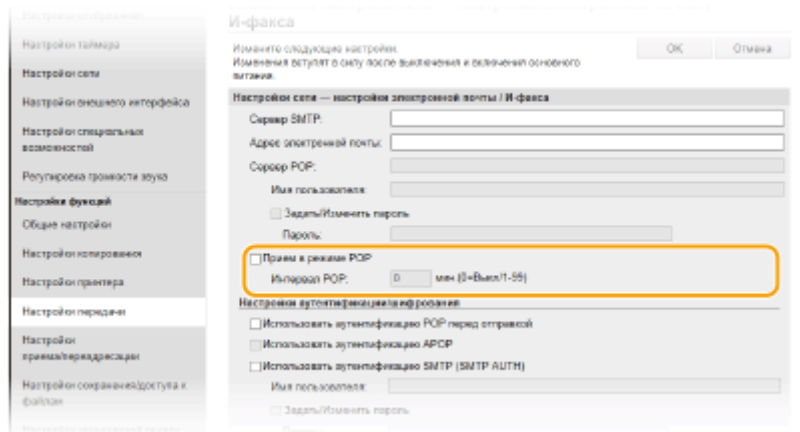 Настройки таймера
Настройки сети
Настройки внешнего интерфейса
Настройки специальных
возможностей
Регулировка громкости звука
Настройки функций
Общие настройки
Настройки копирования
Настройки принтера
Настройки передачи
Настройки
приема/переадресации
Настройки сохранения/доступа к
файлам
И-факса
Измените следующие настройки.
Изменения вступят в силу после выключения и включения основного
питания.
OK
Отмена
Настройки сети — настройки электронной почты / И-факса
Сервер SMTP:
Адрес электронной почты:
Сервер POP:
Имя пользователя:
Задать/Изменить пароль
Пароль:
Прием в режиме POP
Интервал POP: 0 мин (0=Выкл/1-99)
Настройки аутентификации/шифрования
Использовать аутентификацию POP перед отправкой
Использовать аутентификацию APOP
Использовать аутентификацию SMTP (SMTP AUTH)
Имя пользователя:
Задать/Изменить пароль